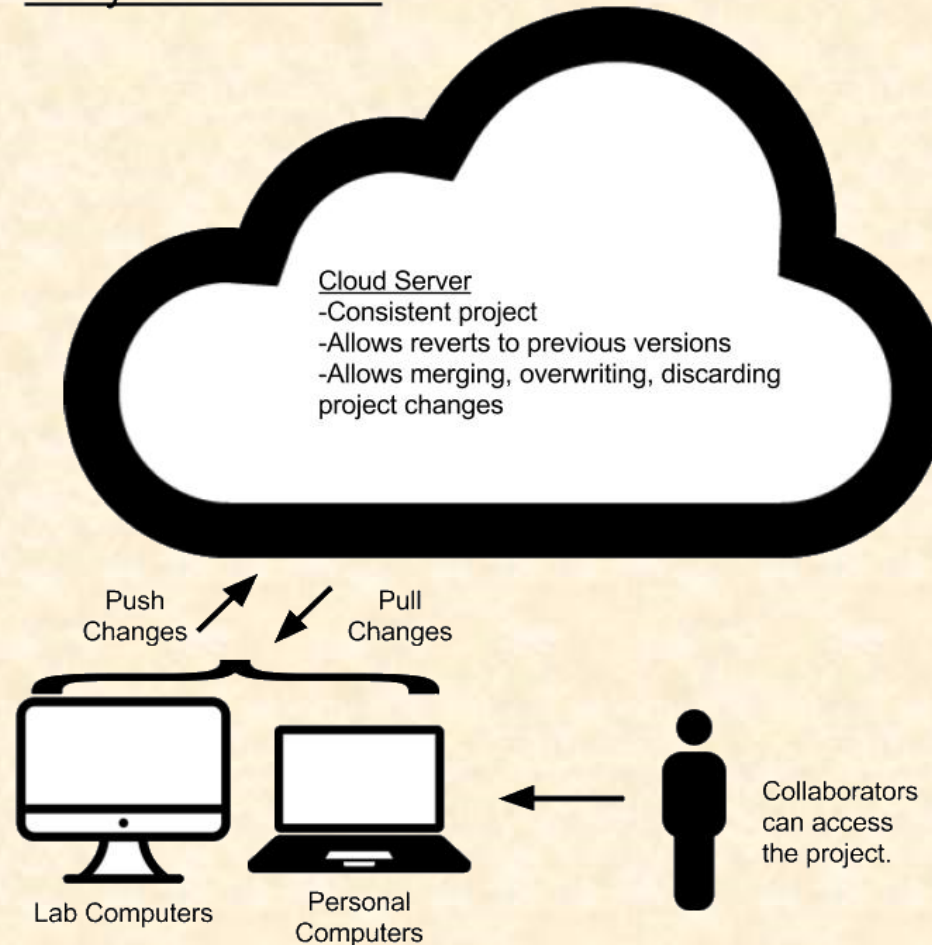 Cloud Server
-Consistent project
-Allows reverts to previous versions
-Allows merging, overwriting, discarding
project changes
Push
Changes
Pull
Changes
Collaborators
can access
the project.
Lab Computers
Personal
Computers